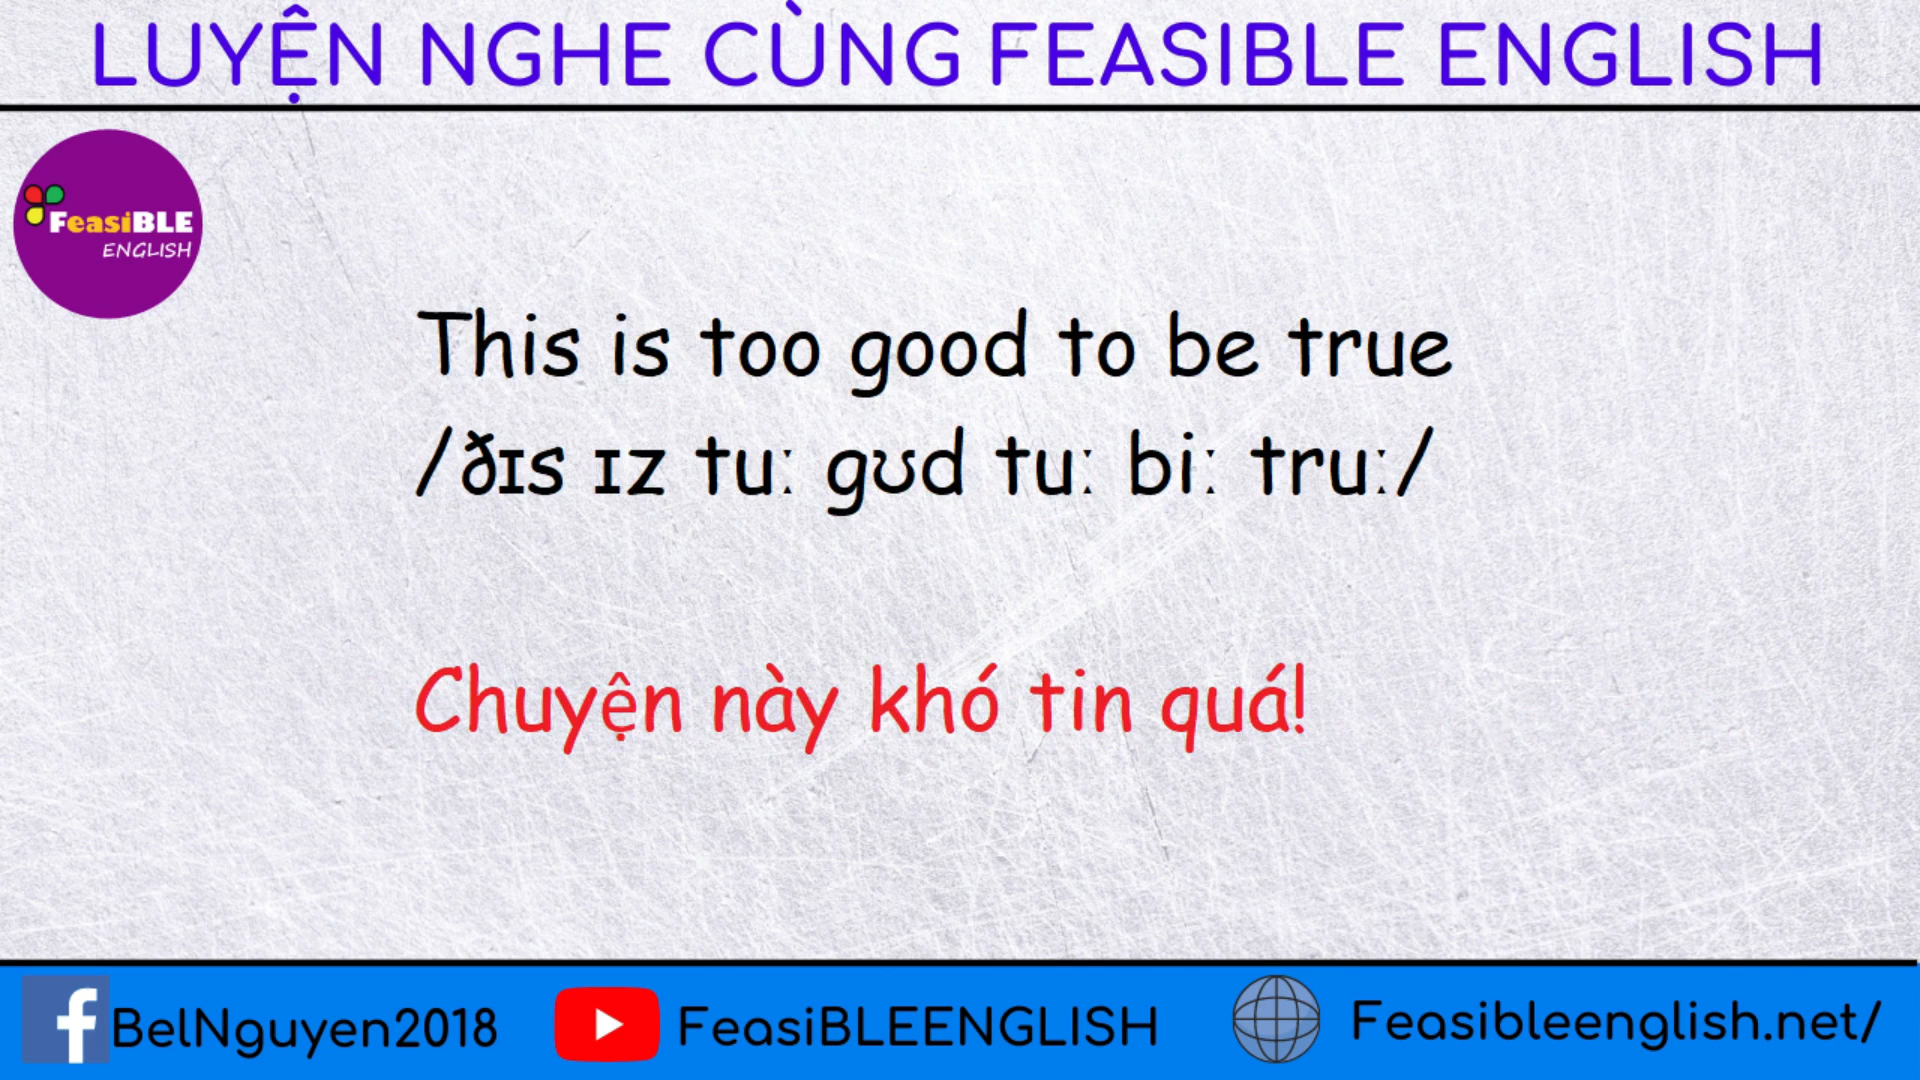 LUYỆN NGHE CÙNG FEASIBLE ENGLISH
FeasiBLE
ENGLISH
This is too good to be true
/ðɪs ɪz tuː gʊd tuː biː truː/
Chuyện này khó tin quá!
BelNguyen2018
FeasiBLEENGLISH
Feasibleenglish.net/